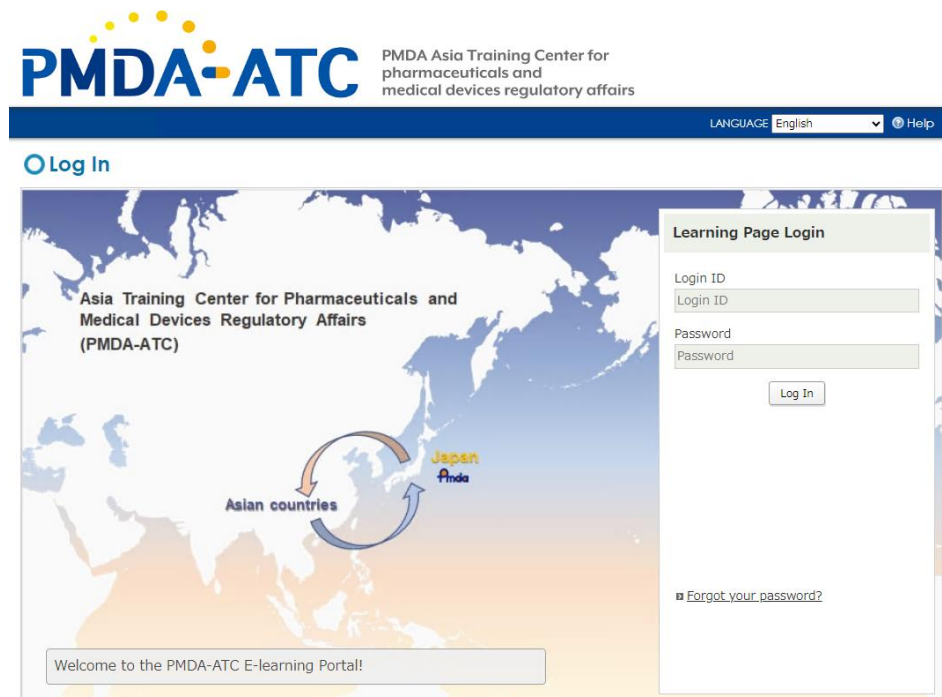 PMDA-ATC
PMDA Asia Training Center for
pharmaceuticals and
medical devices regulatory affairs
LANGUAGE English
? Help
Log In
Asia Training Center for Pharmaceuticals and
Medical Devices Regulatory Affairs
(PMDA-ATC)
Japan
Pmda
Asian countries
Welcome to the PMDA-ATC E-learning Portal!
Learning Page Login
Login ID
Login ID
Password
Password
Log In
Forgot your password?